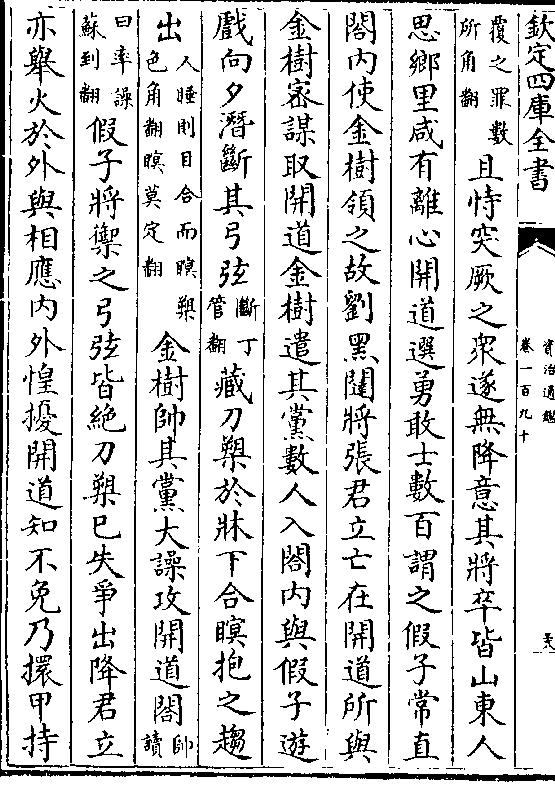 欽定四庫全書
資治通鑑
卷一百九十
覆之罪數
所角翻
且恃突厥之衆遂無降意其將卒皆山東人
思鄉里咸有離心開道選勇敢士數百謂之假子常直
閤内使金樹領之故劉黑闥將張君立亡在開道所與
金樹宻謀取開道金樹遣其黨數人入閤内與假子遊
戲向夕潛斷其弓弦
斷丁
管翻
藏刀槊於牀下合瞑抱之趨
出
人睡則目合而瞑槊
色角翻瞑莫定翻
金樹帥其黨大譟攻開道閤
帥讀
曰率譟
蘇到翻
假子將禦之弓弦皆絶刀槊已失爭出降君立
亦舉火於外與相應内外惶擾開道知不免乃擐甲持